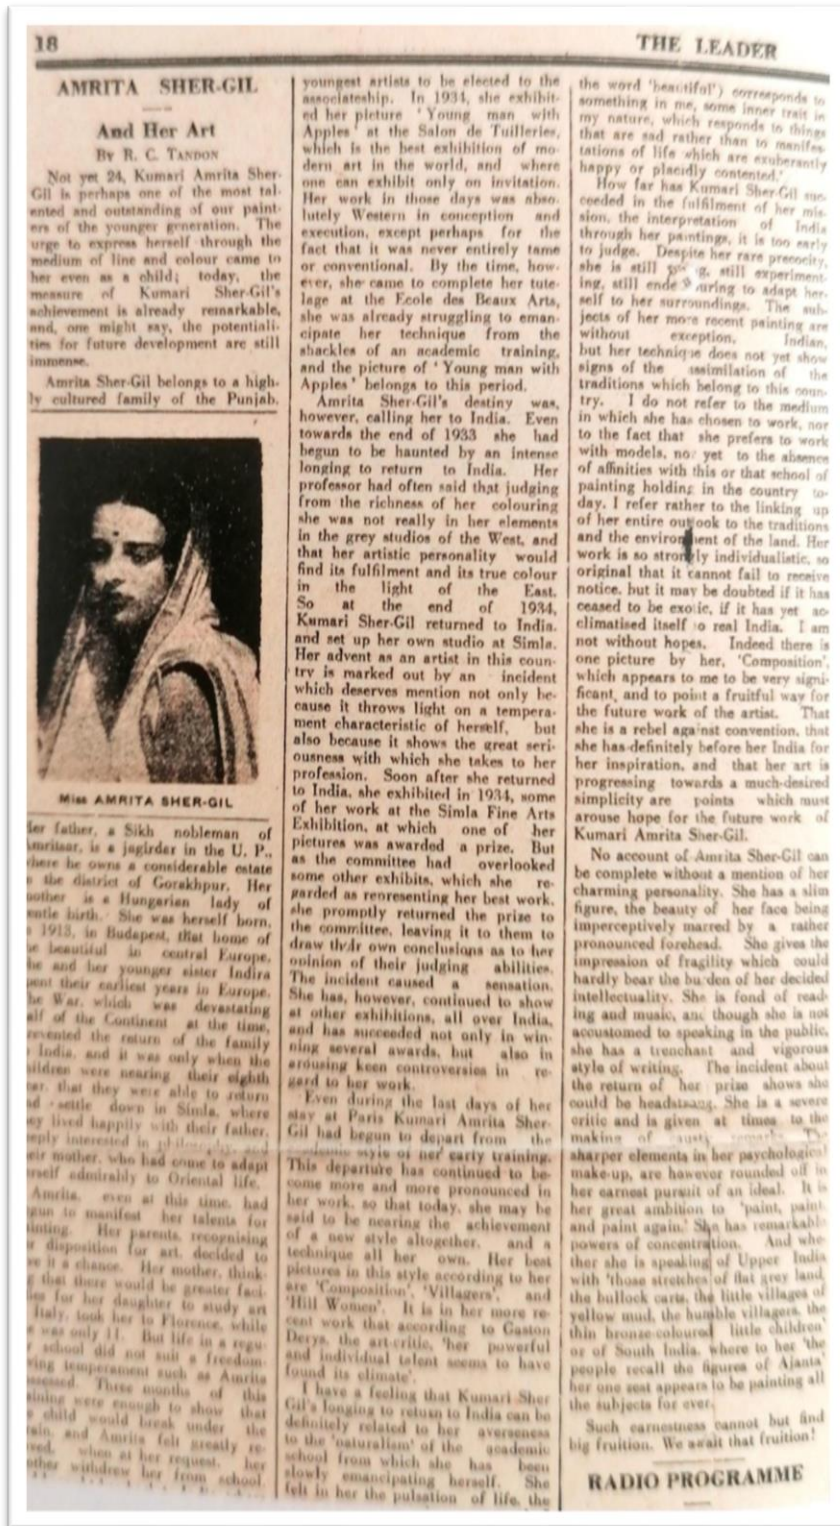 18
THE LEADER
AMRITA SHER-GIL
And Her Art
By R. C. Tandon
Not yet 24, Kumari Amrita Sher-
Gil is perhaps one of the most tal-
ented and outstanding of our paint-
ers of the younger generation. The
urge to express herself through the
medium of line and colour came to
her even as a child; today, the
measure of Kumari Sher-Gil's
achievement is already remarkable,
and, one might say, the potentiali-
ties for future development are still
immense.
Amrita Sher-Gil belongs to a high-
ly cultured family of the Punjab.
Miss AMRITA SHER-GIL
Her father, a Sikh nobleman of
Amritsar, is a jagirdar in the U. P.,
where he owns a considerable estate
the district of Gorakhpur. Her
mother is a Hungarian lady of
gentle birth. She was herself born,
1913, in Budapest, that home of
beautiful in central Europe.
and her younger sister Indira
spent their earliest years in Europe.
War, which was devastating
half of the Continent at the time,
prevented the return of the family
India, and it was only when the
children were nearing their eighth
that they were able to return
settle down in Simla, where
they lived happily with their father,
deeply interested in philosophy, and
their mother, who had come to adapt
herself admirably to Oriental life.
Amrita, even at this time, had
begun to manifest her talents for
painting. Her parents, recognising
disposition for art, decided to
give it a chance. Her mother, think-
that there would be greater faci-
for her daughter to study art
Italy, took her to Florence, while
was only 11. But life in a regu-
school did not suit a freedom-
loving temperament such as Amrita
possessed. Three months of this
training were enough to show that
child would break under the
and Amrita felt greatly re-
when at her request, her
mother withdrew her from school.
youngest artists to be elected to the
associateship. In 1934, she exhibit-
ed her picture 'Young man with
Apples' at the Salon de Tuilleries,
which is the best exhibition of mo-
dern art in the world, and where
one can exhibit only on invitation.
Her work in those days was abso-
lutely Western in conception and
execution, except perhaps for the
fact that it was never entirely tame
or conventional. By the time, how-
ever, she came to complete her tute-
lage at the Ecole des Beaux Arts,
she was already struggling to eman-
cipate her technique from the
shackles of an academic training,
and the picture of 'Young man with
Apples' belongs to this period.
Amrita Sher-Gil's destiny was,
however, calling her to India. Even
towards the end of 1933 she had
begun to be haunted by an intense
longing to return to India. Her
professor had often said that judging
from the richness of her colouring
she was not really in her elements
in the grey studios of the West, and
that her artistic personality would
find its fulfilment and its true colour
in the light of the East.
So at the end of 1934,
Kumari Sher-Gil returned to India,
and set up her own studio at Simla.
Her advent as an artist in this coun-
try is marked out by an incident
which deserves mention not only be-
cause it throws light on a tempera-
ment characteristic of herself, but
also because it shows the great seri-
ousness with which she takes to her
profession. Soon after she returned
to India, she exhibited in 1934, some
of her work at the Simla Fine Arts
Exhibition, at which one of her
pictures was awarded a prize. But
as the committee had overlooked
some other exhibits, which she re-
garded as representing her best work,
she promptly returned the prize to
the committee, leaving it to them to
draw their own conclusions as to her
opinion of their judging abilities.
The incident caused a sensation.
She has, however, continued to show
at other exhibitions, all over India,
and has succeeded not only in win-
ning several awards, but also in
arousing keen controversies in re-
gard to her work.
Even during the last days of her
stay at Paris Kumari Amrita Sher-
Gil had begun to depart from the
style of her early training.
This departure has continued to be-
come more and more pronounced in
her work, so that today, she may be
said to be nearing the achievement
of a new style altogether, and a
technique all her own. Her best
pictures in this style according to her
are 'Composition', 'Villagers', and
'Hill Women'. It is in her more re-
cent work that according to Gaston
Derys, the art-critic, 'her powerful
and individual talent seems to have
found its climate'.
I have a feeling that Kumari Sher
Gil's longing to return to India can be
definitely related to her averseness
to the 'naturalism' of the academic
school from which she has been
slowly emancipating herself. She
felt in her the pulsation of life, the
the word 'beautiful') corresponds to
something in me, some inner trait in
my nature, which responds to things
that are sad rather than to manifes-
tations of life which are exuberantly
happy or placidly contented.'
How far has Kumari Sher-Gil suc-
ceeded in the fulfilment of her mis-
sion, the interpretation of India
through her paintings, it is too early
to judge. Despite her rare precocity,
she is still young, still experiment-
ing, still endeavouring to adapt her-
self to her surroundings. The sub-
jects of her more recent painting are
without exception, Indian,
but her technique does not yet show
signs of the assimilation of the
traditions which belong to this coun-
try. I do not refer to the medium
in which she has chosen to work, nor
to the fact that she prefers to work
with models, nor yet to the absence
of affinities with this or that school of
painting holding in the country to-
day. I refer rather to the linking up
of her entire outlook to the traditions
and the environment of the land. Her
work is so strongly individualistic, so
original that it cannot fail to receive
notice, but it may be doubted if it has
ceased to be exotic, if it has yet ac-
climatised itself to real India. I am
not without hopes. Indeed there is
one picture by her, 'Composition',
which appears to me to be very signi-
ficant, and to point a fruitful way for
the future work of the artist. That
she is a rebel against convention, that
she has definitely before her India for
her inspiration, and that her art is
progressing towards a much-desired
simplicity are points which must
arouse hope for the future work of
Kumari Amrita Sher-Gil.
No account of Amrita Sher-Gil can
be complete without a mention of her
charming personality. She has a slim
figure, the beauty of her face being
imperceptively marred by a rather
pronounced forehead. She gives the
impression of fragility which could
hardly bear the burden of her decided
intellectuality. She is fond of read-
ing and music, and though she is not
accustomed to speaking in the public,
she has a trenchant and vigorous
style of writing. The incident about
the return of her prize shows she
could be headstrong. She is a severe
critic and is given at times to the
making of nasty remarks. The
sharper elements in her psychological
make-up, are however rounded off in
her earnest pursuit of an ideal. It is
her great ambition to 'paint, paint
and paint again.' She has remarkable
powers of concentration. And whe-
ther she is speaking of Upper India
with 'those stretches of flat grey land,
the bullock carts, the little villages of
yellow mud, the humble villagers, the
thin bronze-coloured little children'
or of South India, where to her 'the
people recall the figures of Ajanta'
her one seat appears to be painting all
the subjects for ever.
Such earnestness cannot but find
big fruition. We await that fruition!
RADIO PROGRAMME